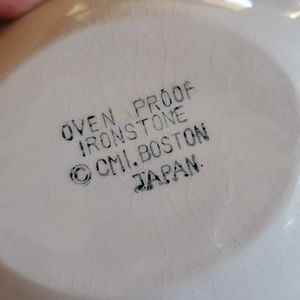 OVEN PROOF
IRONSTONE
© CMI. BOSTON
JAPAN.